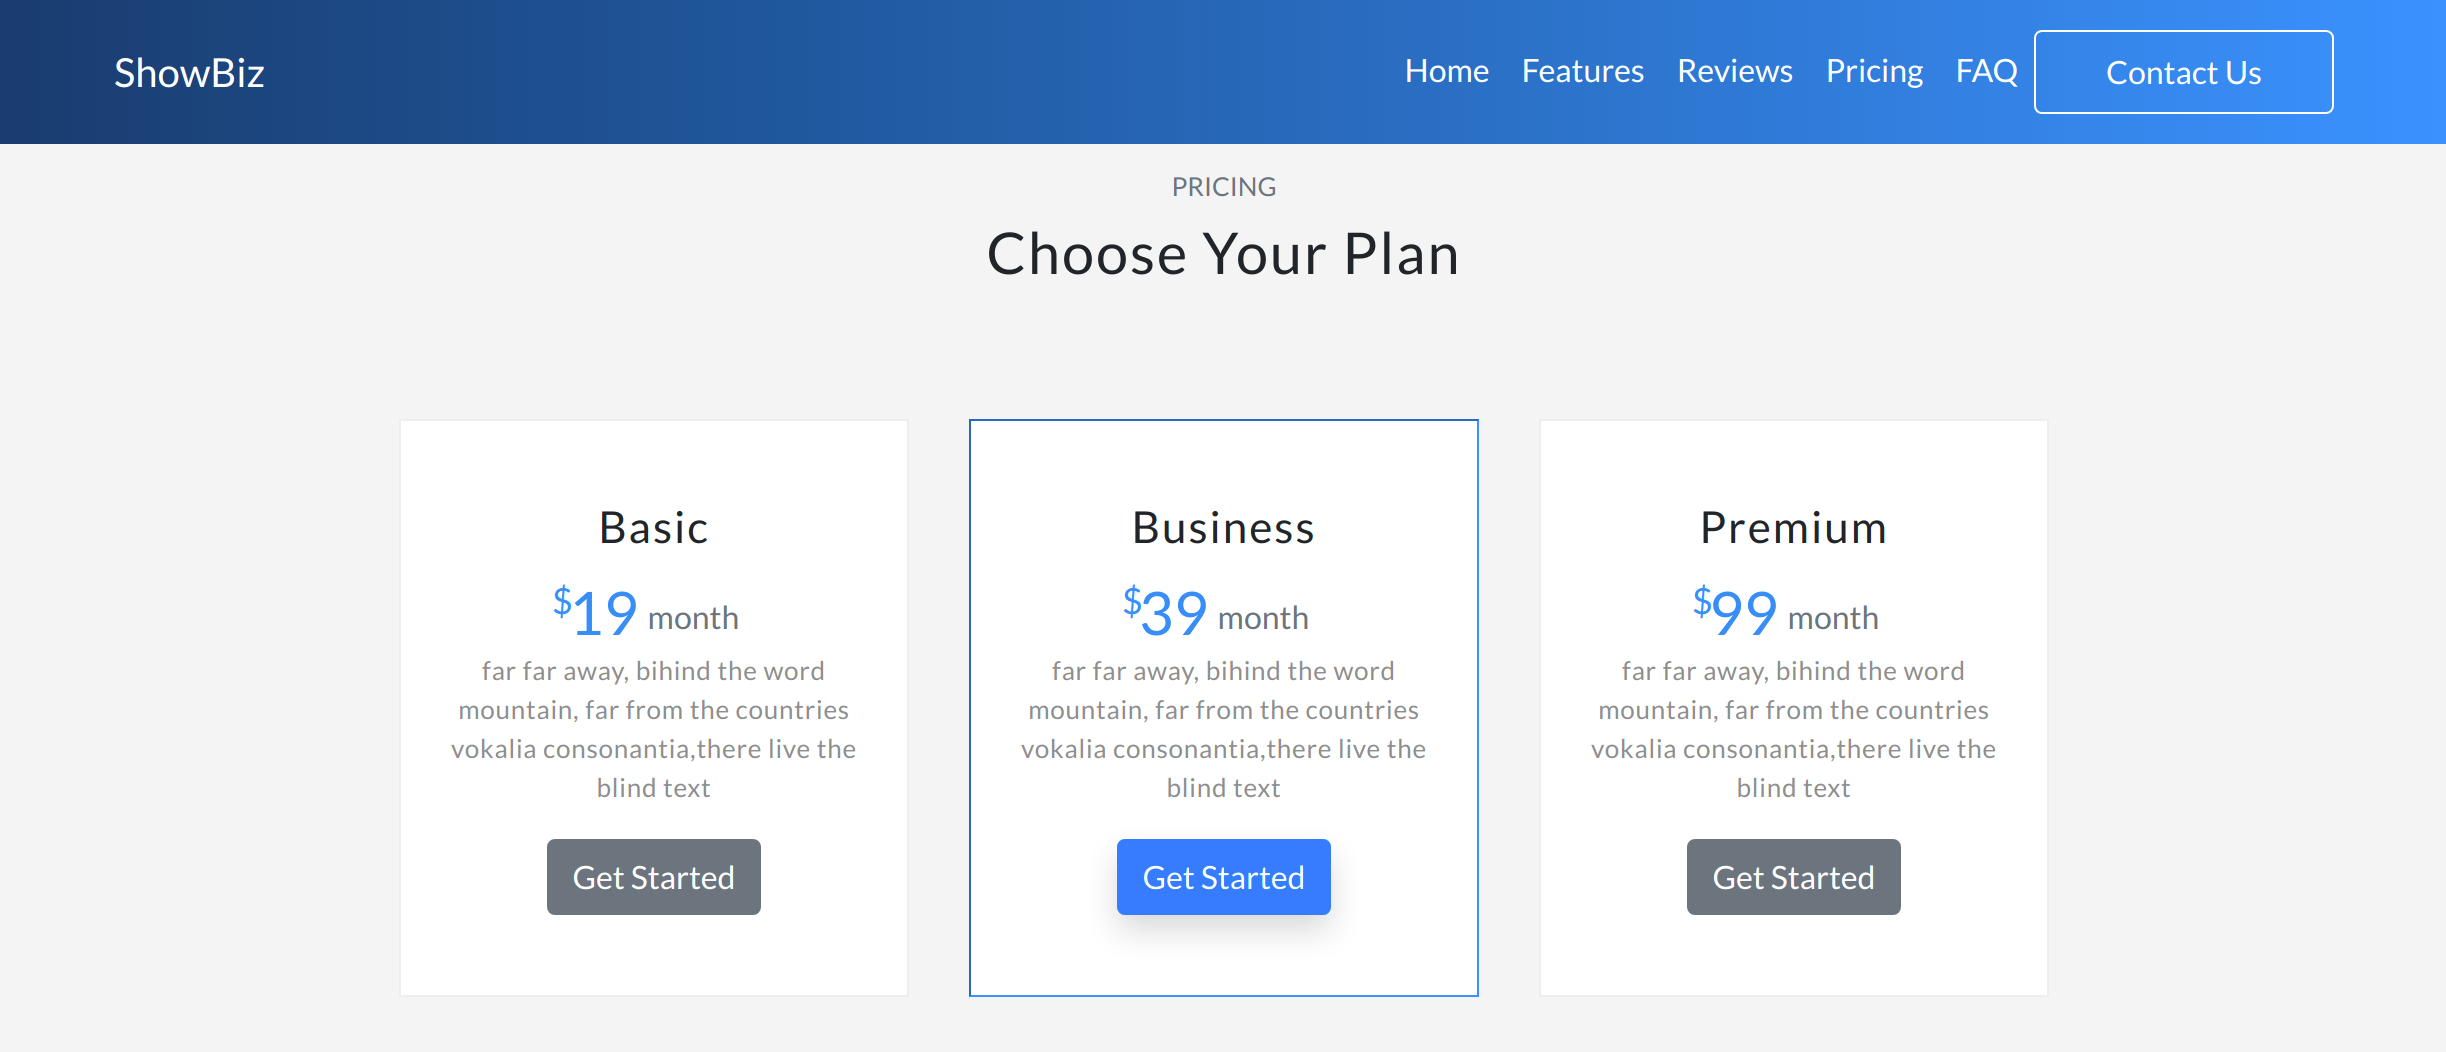 ShowBiz
Home Features Reviews Pricing FAQ Contact Us
PRICING
Choose Your Plan
Basic
$19 month
far far away, bihind the word
mountain, far from the countries
vokalia consonantia,there live the
blind text
Get Started
Business
$39 month
far far away, bihind the word
mountain, far from the countries
vokalia consonantia,there live the
blind text
Get Started
Premium
$99 month
far far away, bihind the word
mountain, far from the countries
vokalia consonantia,there live the
blind text
Get Started